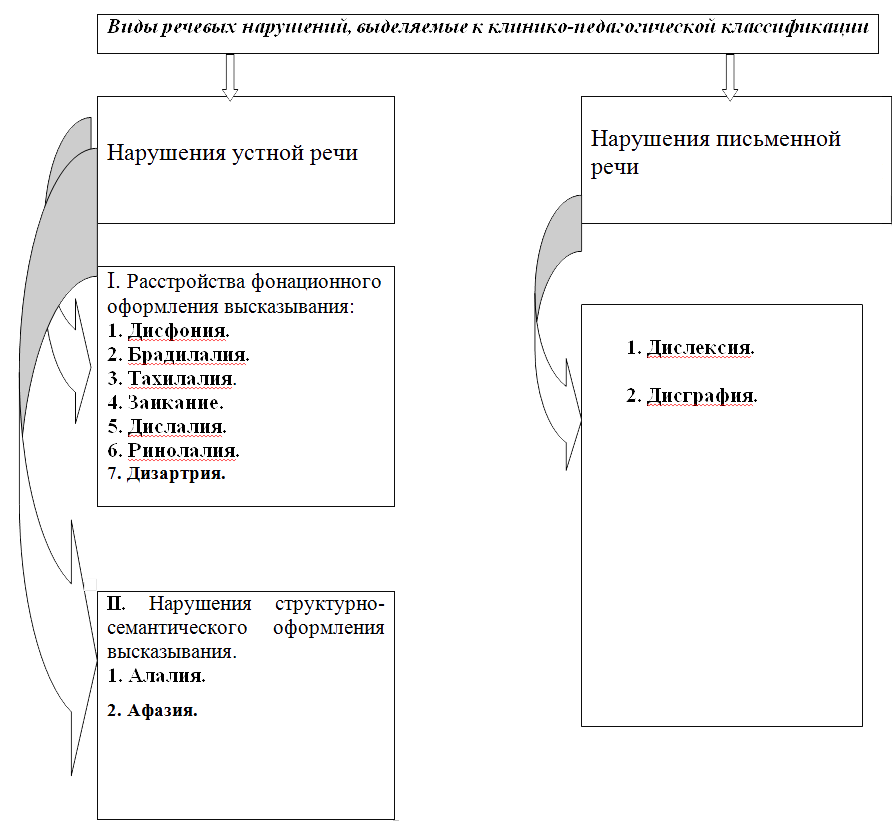 Виды речевых нарушений, выделяемые к клинико-педагогической классификации
Нарушения устной речи
Нарушения письменной
речи
I. Расстройства фонационного
оформления высказывания:
1. Дисфония.
2. Брадилалия.
3. Тахилалия.
4. Заикание.
5. Дислалия.
6. Ринолалия.
7. Дизартрия.
1. Дислексия.
2. Дисграфия.
II. Нарушения структурно-
семантического оформления
высказывания.
1. Алалия.
2. Афазия.